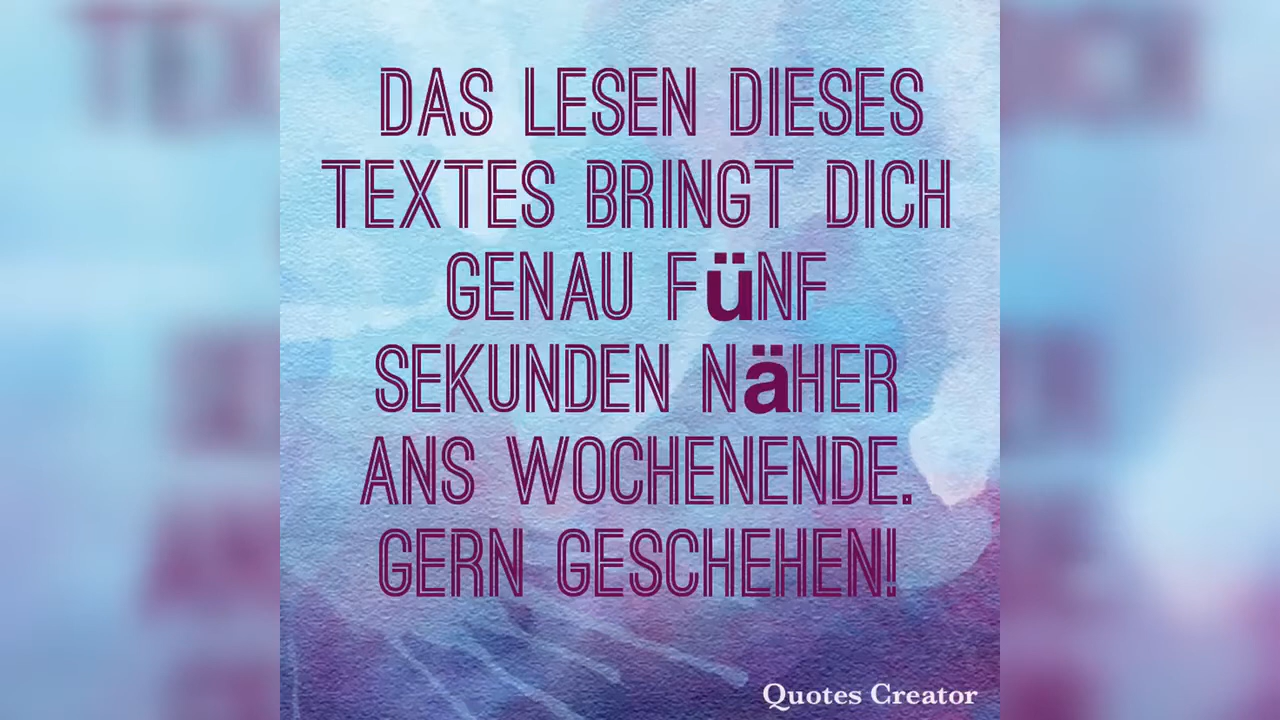 DAS LESEN DIESES
TEXTES BRINGT DICH
GENAU FüNF
SEKUNDEN NäHER
ANS WOCHENENDE.
GERN GESCHEHEN!
Quotes Creator